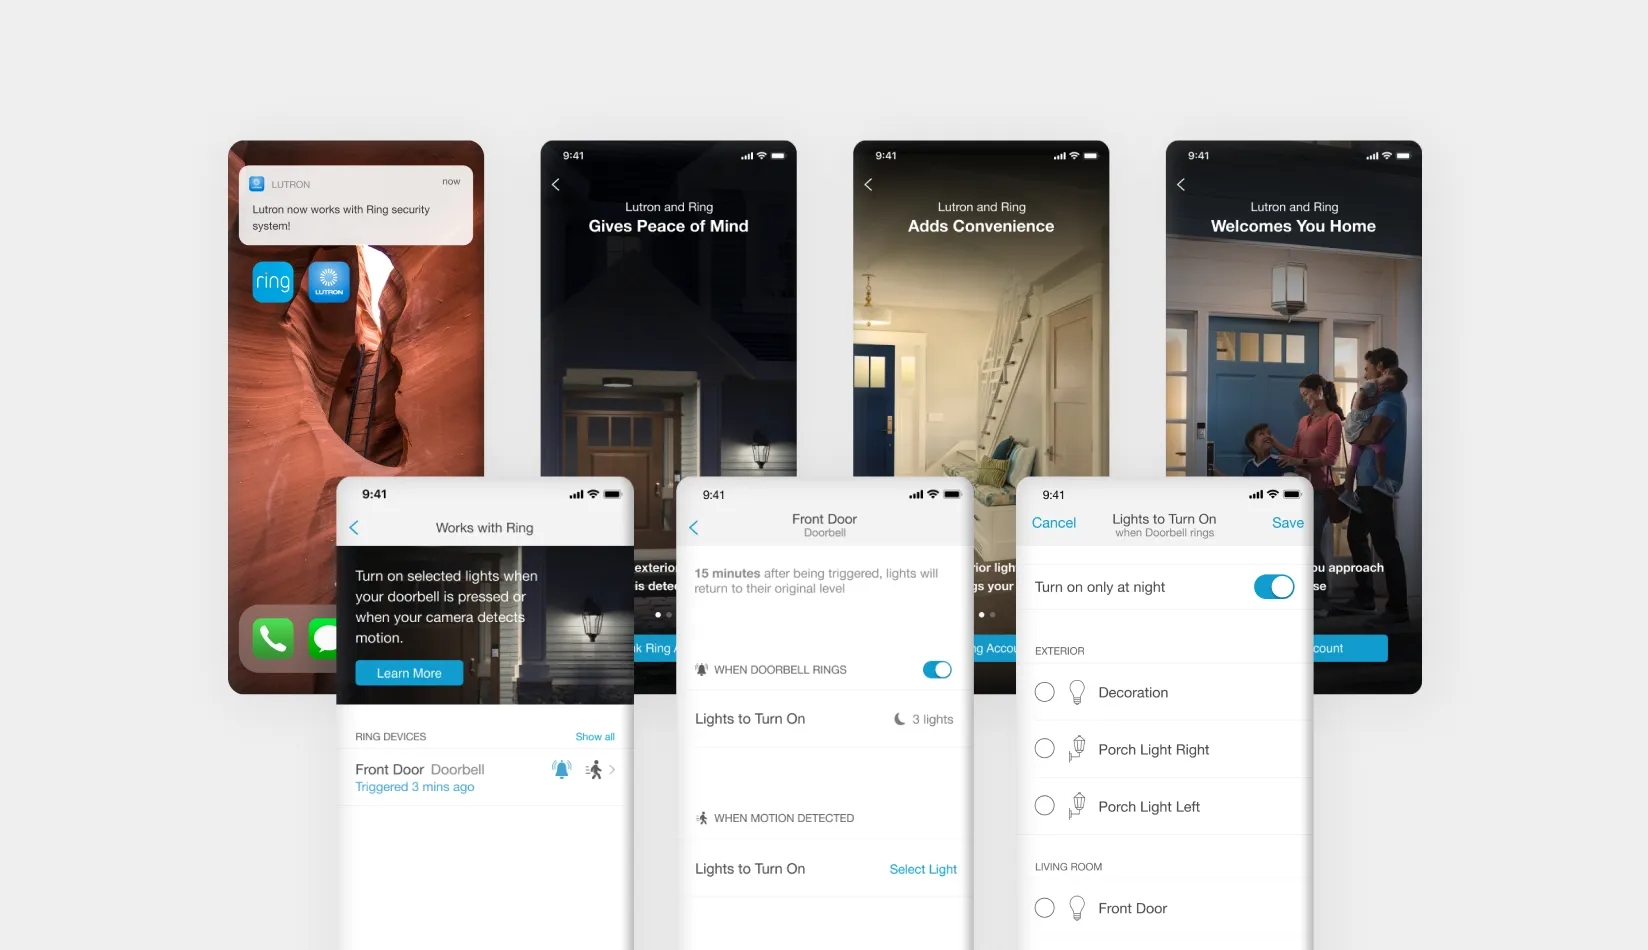 LUTRON
now
Lutron now works with Ring security
system!
ring
LUTRON
9:41
Lutron and Ring
Gives Peace of Mind
9:41
Lutron and Ring
Adds Convenience
9:41
Lutron and Ring
Welcomes You Home
9:41
Works with Ring
Turn on selected lights when
your doorbell is pressed or
when your camera detects
motion.
Learn More
RING DEVICES
Show all
Front Door Doorbell
Triggered 3 mins ago
exterior
is dete
k Ring A
9:41
Front Door
Doorbell
15 minutes after being triggered, lights will
return to their original level
WHEN DOORBELL RINGS
Lights to Turn On
3 lights
WHEN MOTION DETECTED
Lights to Turn On
Select Light
rior ligh
gs your
ng Accou
9:41
Cancel
Lights to Turn On
when Doorbell rings
Save
Turn on only at night
EXTERIOR
Decoration
Porch Light Right
Porch Light Left
LIVING ROOM
Front Door
ou approach
se
count